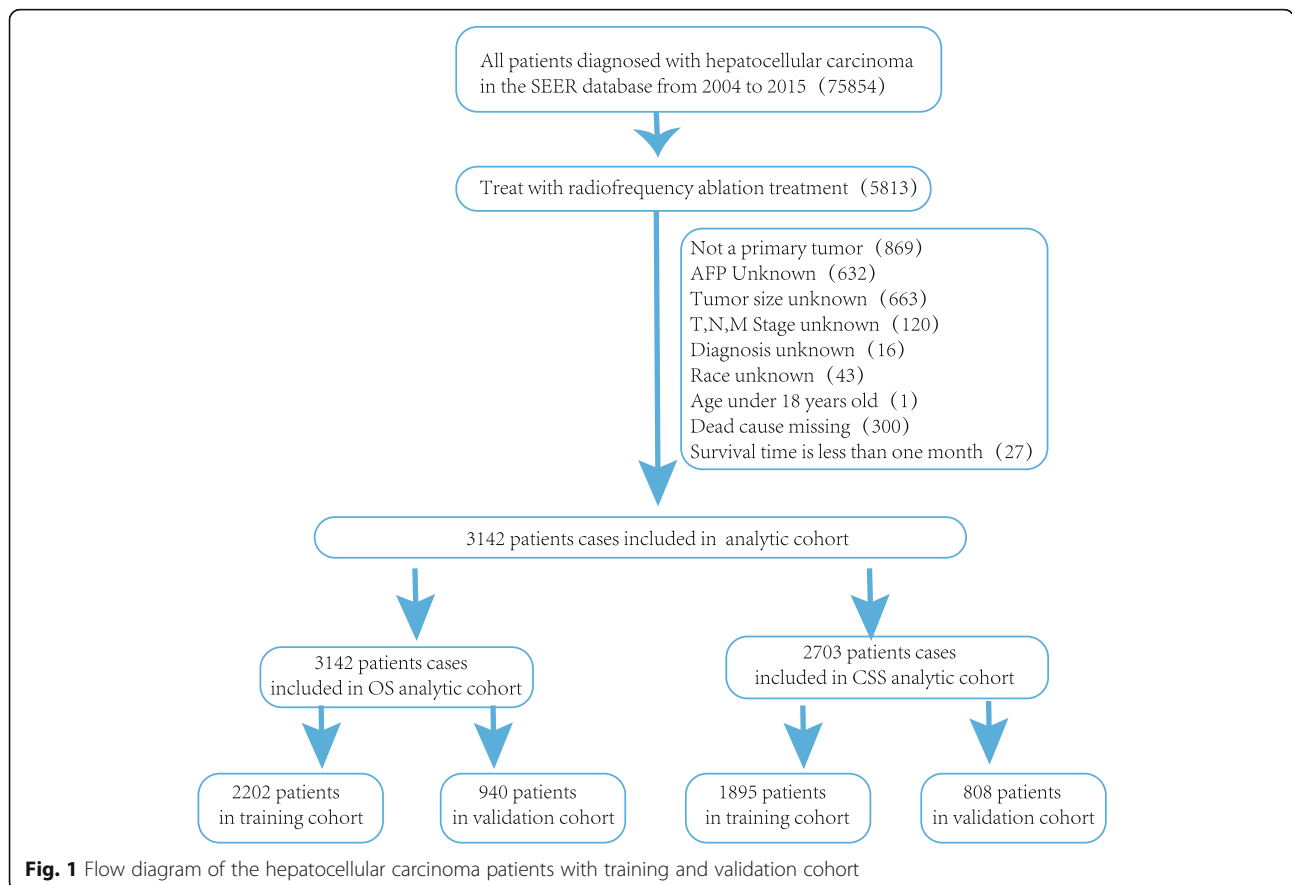 All patients diagnosed with hepatocellular carcinoma
in the SEER database from 2004 to 2015（75854）
Treat with radiofrequency ablation treatment（5813）
Not a primary tumor（869）
AFP Unknown（632）
Tumor size unknown（663）
T,N,M Stage unknown（120）
Diagnosis unknown（16）
Race unknown（43）
Age under 18 years old（1）
Dead cause missing（300）
Survival time is less than one month（27）
3142 patients cases included in analytic cohort
3142 patients cases
included in OS analytic cohort
2703 patients cases
included in CSS analytic cohort
2202 patients
in training cohort
940 patients
in validation cohort
1895 patients
in training cohort
808 patients
in validation cohort
Fig. 1 Flow diagram of the hepatocellular carcinoma patients with training and validation cohort